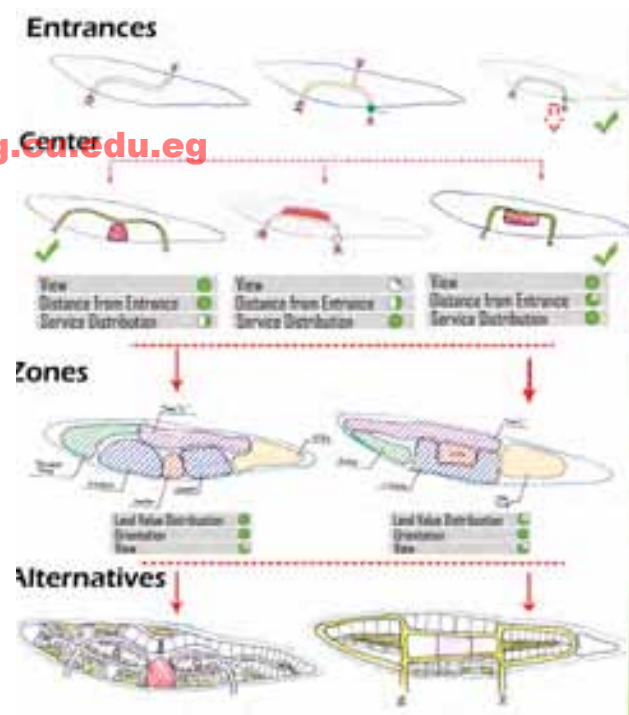 Entrances
Center
g.cu.edu.eg
View
Distance from Entrance
Service Distribution
View
Distance from Entrance
Service Distribution
View
Distance from Entrance
Service Distribution
Zones
Land Value Distribution
Orientation
View
Land Value Distribution
Orientation
View
Alternatives